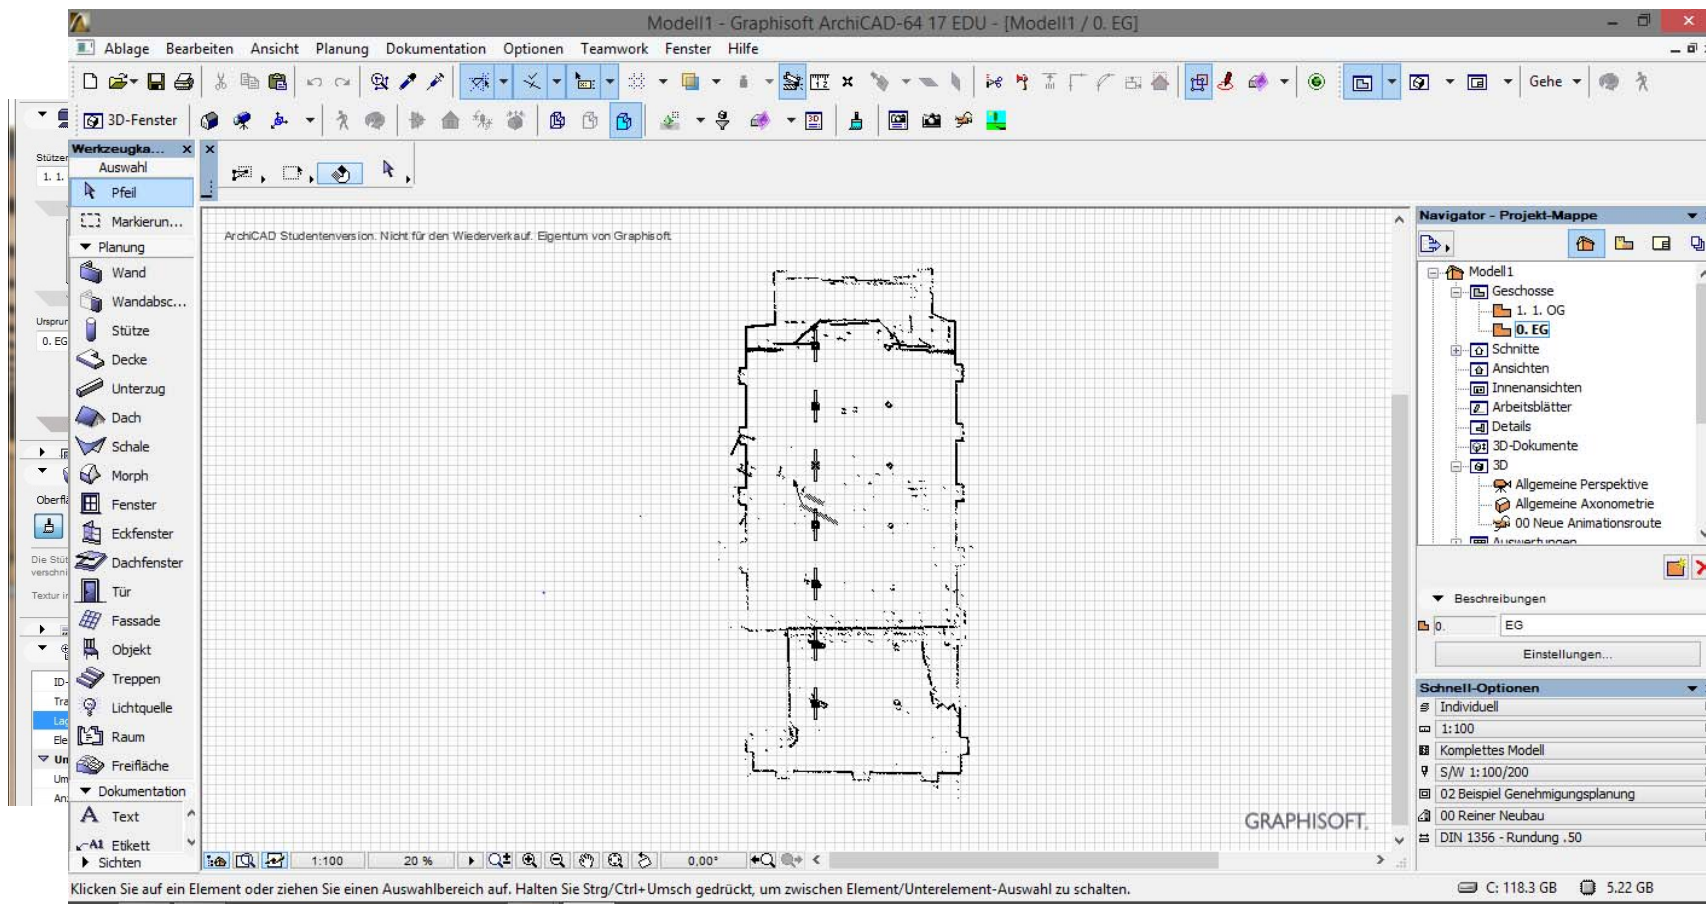 Modell1 - Graphisoft ArchiCAD-64 17 EDU - [Modell1 / 0. EG]
Ablage Bearbeiten Ansicht Planung Dokumentation Optionen Teamwork Fenster Hilfe
Gehe
3D-Fenster
Werkzeugka...
Auswahl
Pfeil
Markierun...
Planung
Wand
Wandabsc...
Stütze
Decke
Unterzug
Dach
Schale
Morph
Fenster
Eckfenster
Dachfenster
Tür
Fassade
Objekt
Treppen
Lichtquelle
Raum
Freifläche
Dokumentation
Text
Etikett
Sichten
1. 1.
0. EG
ArchiCAD Studentenversion. Nicht für den Wiederverkauf. Eigentum von Graphisoft.
GRAPHISOFT.
1:100 20 % 0,00°
Navigator - Projekt-Mappe
Modell1
Geschosse
1. 1. OG
0. EG
Schnitte
Ansichten
Innenansichten
Arbeitsblätter
Details
3D-Dokumente
3D
Allgemeine Perspektive
Allgemeine Axonometrie
00 Neue Animationsroute
Auswertungen
Beschreibungen
0. EG
Einstellungen...
Schnell-Optionen
Individuell
1:100
Komplettes Modell
S/W 1:100/200
02 Beispiel Genehmigungsplanung
00 Reiner Neubau
DIN 1356 - Rundung .50
Klicken Sie auf ein Element oder ziehen Sie einen Auswahlbereich auf. Halten Sie Strg/Ctrl+Umsch gedrückt, um zwischen Element/Unterelement-Auswahl zu schalten.
C: 118.3 GB 5.22 GB